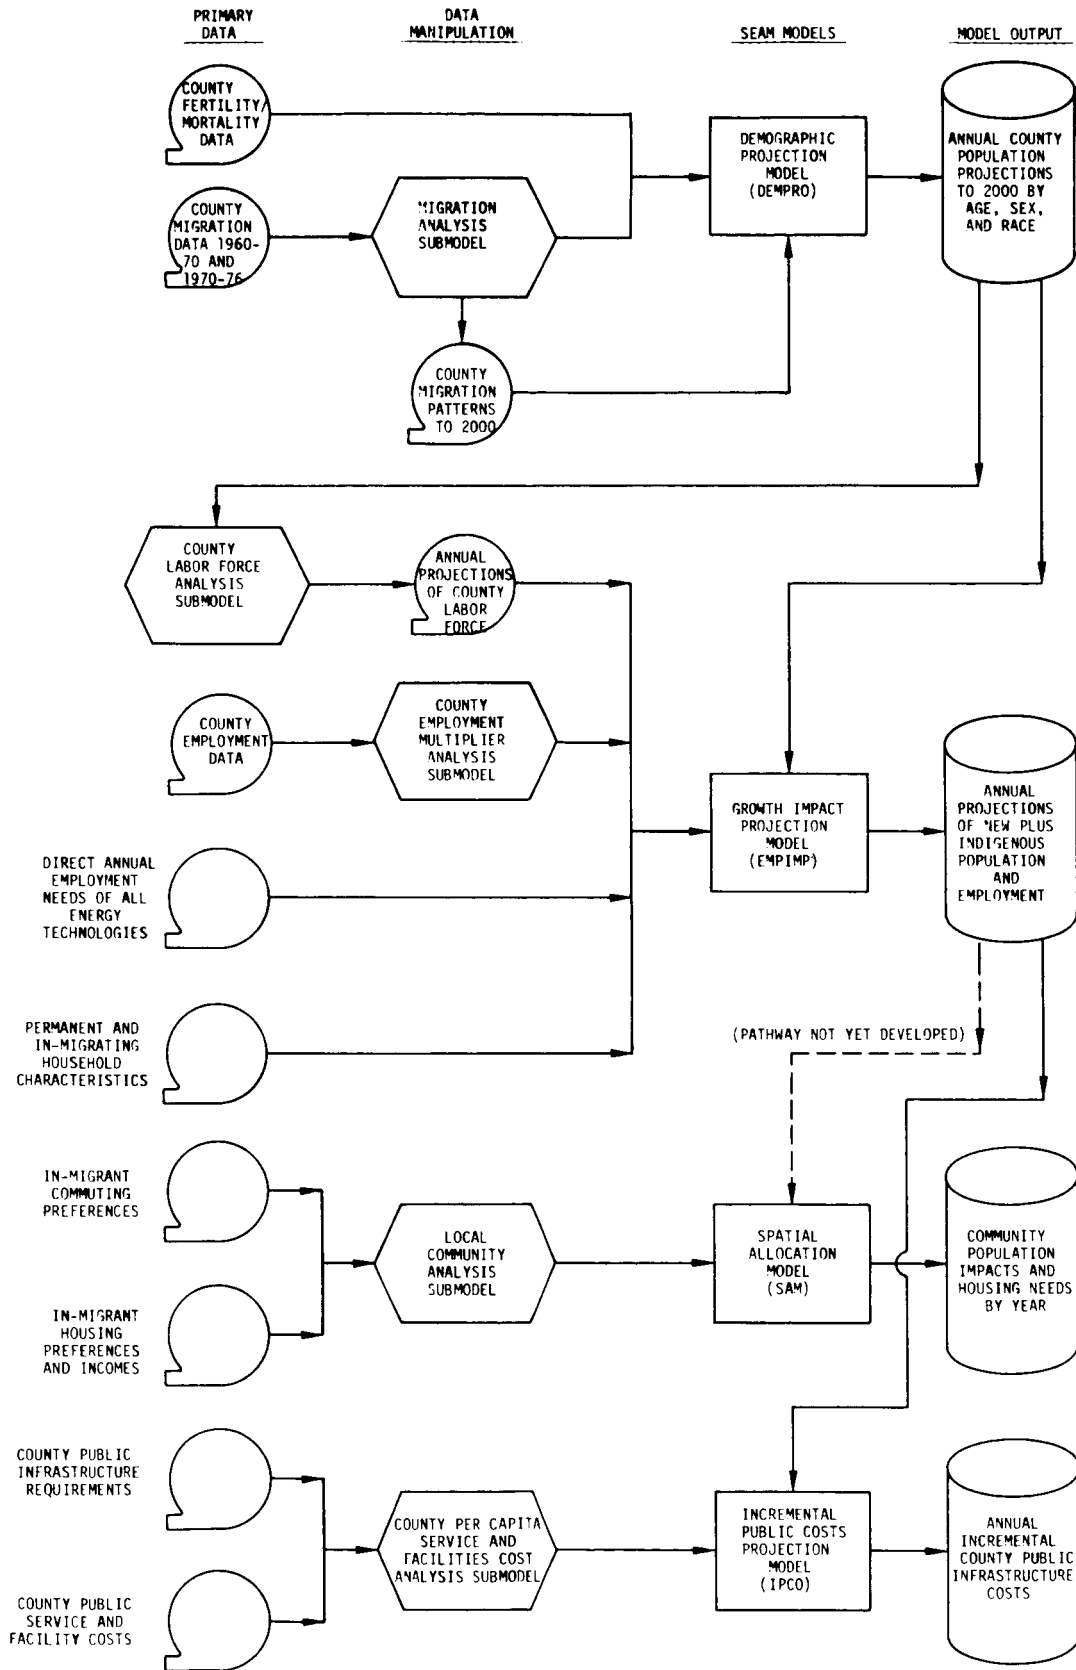 PRIMARY
DATA
DATA
MANIPULATION
SEAM MODELS
MODEL OUTPUT
COUNTY
FERTILITY/
MORTALITY
DATA
DEMOGRAPHIC
PROJECTION
MODEL
(DEMPRO)
ANNUAL COUNTY
POPULATION
PROJECTIONS
TO 2000 BY
AGE, SEX,
AND RACE
COUNTY
MIGRATION
DATA 1960-
70 AND
1970-76
MIGRATION
ANALYSIS
SUBMODEL
COUNTY
MIGRATION
PATTERNS
TO 2000
COUNTY
LABOR FORCE
ANALYSIS
SUBMODEL
ANNUAL
PROJECTIONS
OF COUNTY
LABOR
FORCE
COUNTY
EMPLOYMENT
DATA
COUNTY
EMPLOYMENT
MULTIPLIER
ANALYSIS
SUBMODEL
GROWTH IMPACT
PROJECTION
MODEL
(EMPIMP)
ANNUAL
PROJECTIONS
OF NEW PLUS
INDIGENOUS
POPULATION
AND
EMPLOYMENT
DIRECT ANNUAL
EMPLOYMENT
NEEDS OF ALL
ENERGY
TECHNOLOGIES
PERMANENT AND
IN-MIGRATING
HOUSEHOLD
CHARACTERISTICS
(PATHWAY NOT YET DEVELOPED)
IN-MIGRANT
COMMUTING
PREFERENCES
LOCAL
COMMUNITY
ANALYSIS
SUBMODEL
SPATIAL
ALLOCATION
MODEL
(SAM)
COMMUNITY
POPULATION
IMPACTS AND
HOUSING NEEDS
BY YEAR
IN-MIGRANT
HOUSING
PREFERENCES
AND INCOMES
COUNTY PUBLIC
INFRASTRUCTURE
REQUIREMENTS
COUNTY PER CAPITA
SERVICE AND
FACILITIES COST
ANALYSIS SUBMODEL
INCREMENTAL
PUBLIC COSTS
PROJECTION
MODEL
(IPCO)
ANNUAL
INCREMENTAL
COUNTY PUBLIC
INFRASTRUCTURE
COSTS
COUNTY PUBLIC
SERVICE AND
FACILITY COSTS